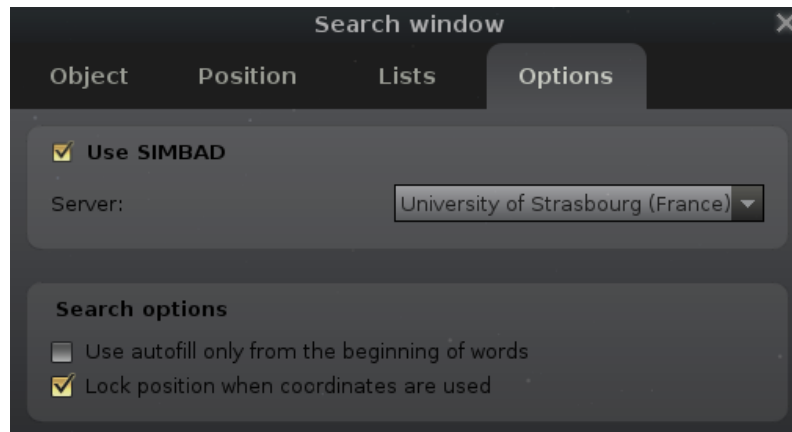 Search window
Object Position Lists Options
Use SIMBAD
Server: University of Strasbourg (France)
Search options
Use autofill only from the beginning of words
Lock position when coordinates are used